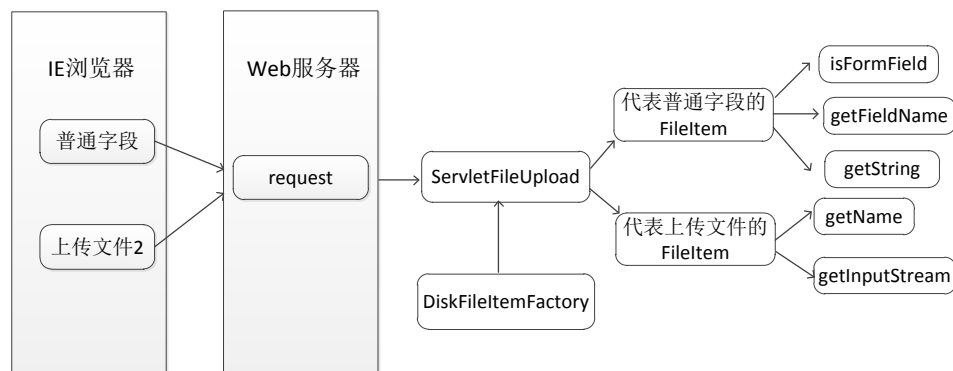 IE浏览器
普通字段
上传文件2
Web服务器
request
ServletFileUpload
DiskFileItemFactory
代表普通字段的
FileItem
代表上传文件的
FileItem
isFormField
getFieldName
getString
getName
getInputStream